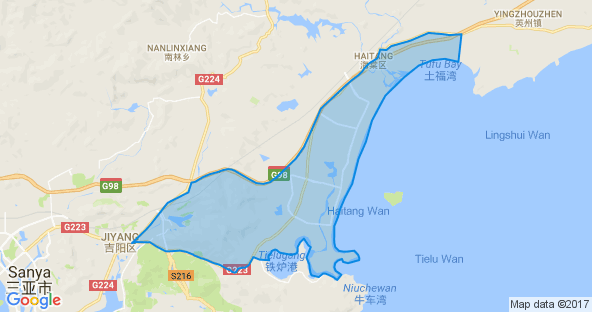 YINGZHOUZHEN
英州镇
NANLINXIANG
南林乡
HAITANG
海棠区
G224
Tufu Bay
土福湾
Lingshui Wan
G98
G98
Haitang Wan
G223
JIYANG
吉阳区
Tielugang
铁炉港
Tielu Wan
Sanya
三亚市
S216
G223
G224
Niuchewan
牛车湾
Google
Map data ©2017